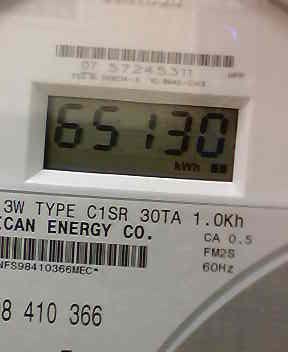 07 57245311
65130
kWh
3W TYPE C1SR 30TA 1.0Kh
ICAN ENERGY CO.
CA 0.5
FM2S
NFS98410366MEC*
60Hz
8 410 366